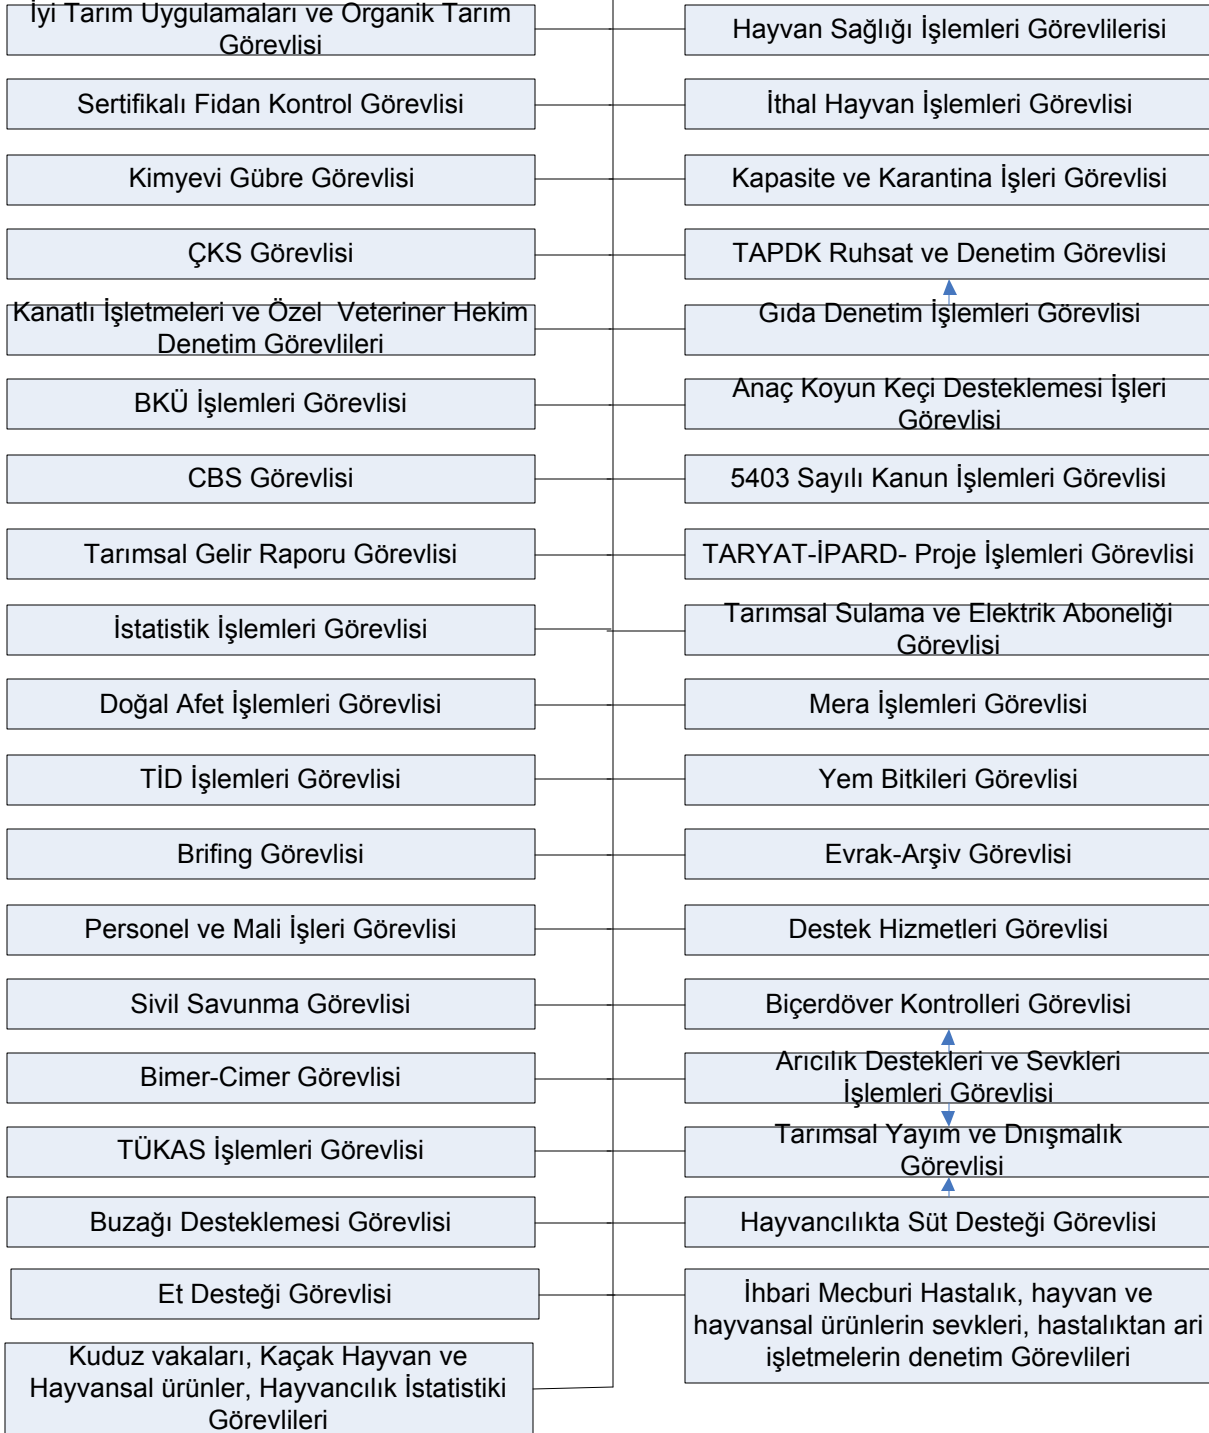 İyi Tarım Uygulamaları ve Organik Tarım
Görevlisi
Hayvan Sağlığı İşlemleri Görevlilerisi
Sertifikalı Fidan Kontrol Görevlisi
İthal Hayvan İşlemleri Görevlisi
Kimyevi Gübre Görevlisi
Kapasite ve Karantina İşleri Görevlisi
ÇKS Görevlisi
TAPDK Ruhsat ve Denetim Görevlisi
Kanatlı İşletmeleri ve Özel  Veteriner Hekim
Denetim Görevlileri
Gıda Denetim İşlemleri Görevlisi
BKÜ İşlemleri Görevlisi
Anaç Koyun Keçi Desteklemesi İşleri
Görevlisi
CBS Görevlisi
5403 Sayılı Kanun İşlemleri Görevlisi
Tarımsal Gelir Raporu Görevlisi
TARYAT-İPARD- Proje İşlemleri Görevlisi
İstatistik İşlemleri Görevlisi
Tarımsal Sulama ve Elektrik Aboneliği
Görevlisi
Doğal Afet İşlemleri Görevlisi
Mera İşlemleri Görevlisi
TİD İşlemleri Görevlisi
Yem Bitkileri Görevlisi
Brifing Görevlisi
Evrak-Arşiv Görevlisi
Personel ve Mali İşleri Görevlisi
Destek Hizmetleri Görevlisi
Sivil Savunma Görevlisi
Biçerdöver Kontrolleri Görevlisi
Bimer-Cimer Görevlisi
Arıcılık Destekleri ve Sevkleri
İşlemleri Görevlisi
TÜKAS İşlemleri Görevlisi
Tarımsal Yayım ve Dnışmalık
Görevlisi
Buzağı Desteklemesi Görevlisi
Hayvancılıkta Süt Desteği Görevlisi
Et Desteği Görevlisi
İhbari Mecburi Hastalık, hayvan ve
hayvansal ürünlerin sevkleri, hastalıktan ari
işletmelerin denetim Görevlileri
Kuduz vakaları, Kaçak Hayvan ve
Hayvansal ürünler, Hayvancılık İstatistiki
Görevlileri